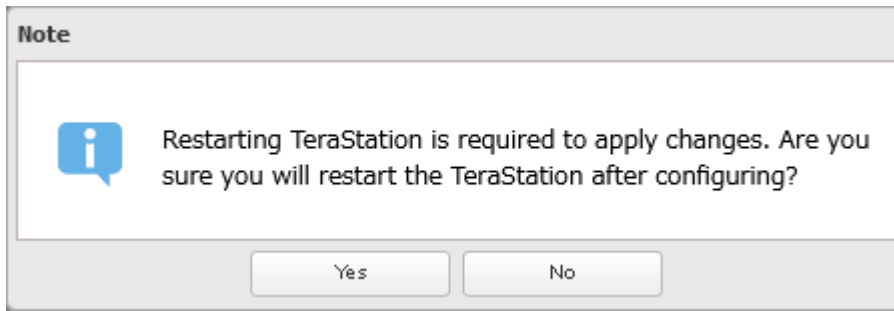 Note
Restarting TeraStation is required to apply changes. Are you
sure you will restart the TeraStation after configuring?
Yes
No